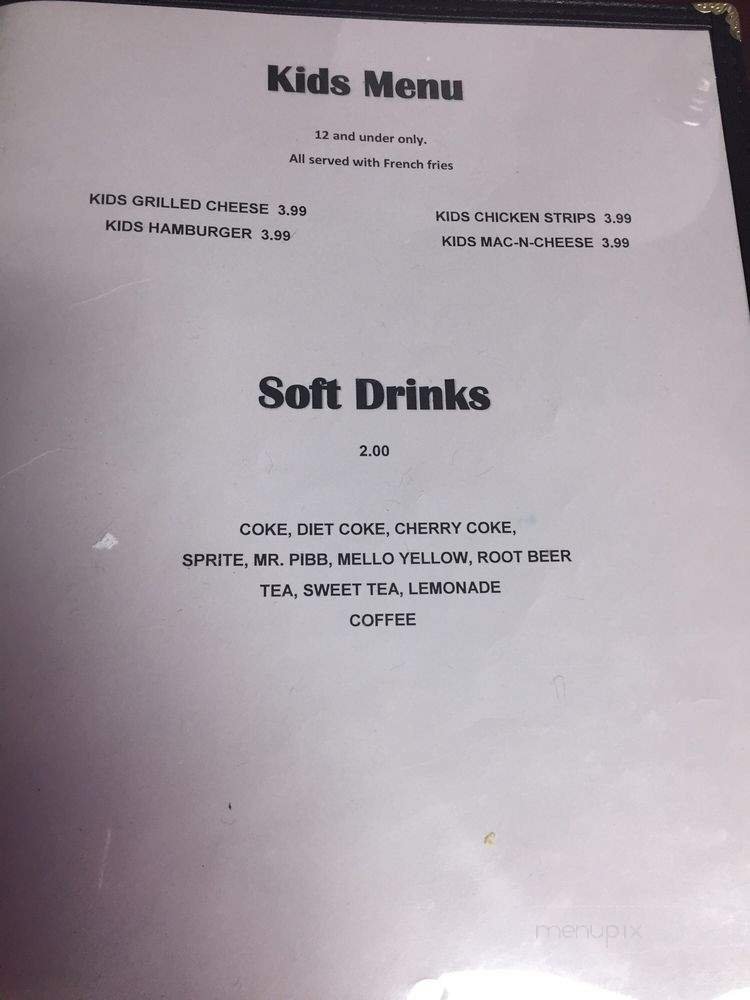 Kids Menu
12 and under only.
All served with French fries
KIDS GRILLED CHEESE 3.99
KIDS HAMBURGER 3.99
KIDS CHICKEN STRIPS 3.99
KIDS MAC-N-CHEESE 3.99
Soft Drinks
2.00
COKE, DIET COKE, CHERRY COKE,
SPRITE, MR. PIBB, MELLO YELLOW, ROOT BEER
TEA, SWEET TEA, LEMONADE
COFFEE
menupix